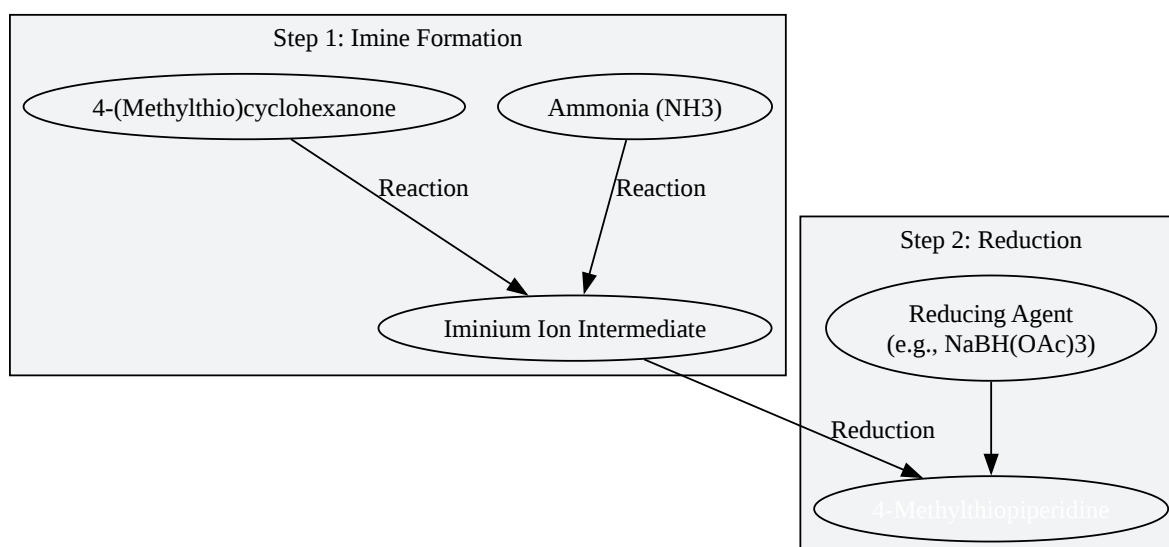 Step 1: Imine Formation
4-(Methylthio)cyclohexanone
Ammonia (NH3)
Reaction
Reaction
Iminium Ion Intermediate
Step 2: Reduction
Reducing Agent
(e.g., NaBH(OAc)3)
Reduction
4-Methylthiopiperidine